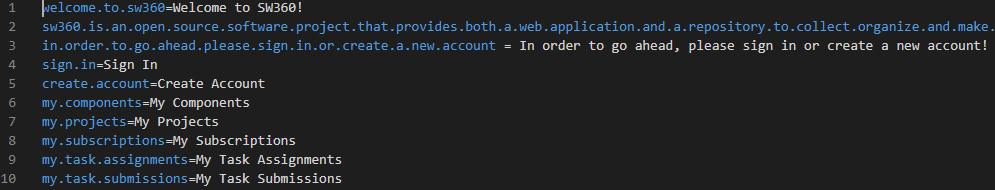 1 welcome.to.sw360=Welcome to SW360!
2 sw360.is.an.open.source.software.project.that.provides.both.a.web.application.and.a.repository.to.collect.organize.and.make.
3 in.order.to.go.ahead.please.sign.in.or.create.a.new.account = In order to go ahead, please sign in or create a new account!
4 sign.in=Sign In
5 create.account=Create Account
6 my.components=My Components
7 my.projects=My Projects
8 my.subscriptions=My Subscriptions
9 my.task.assignments=My Task Assignments
10 my.task.submissions=My Task Submissions